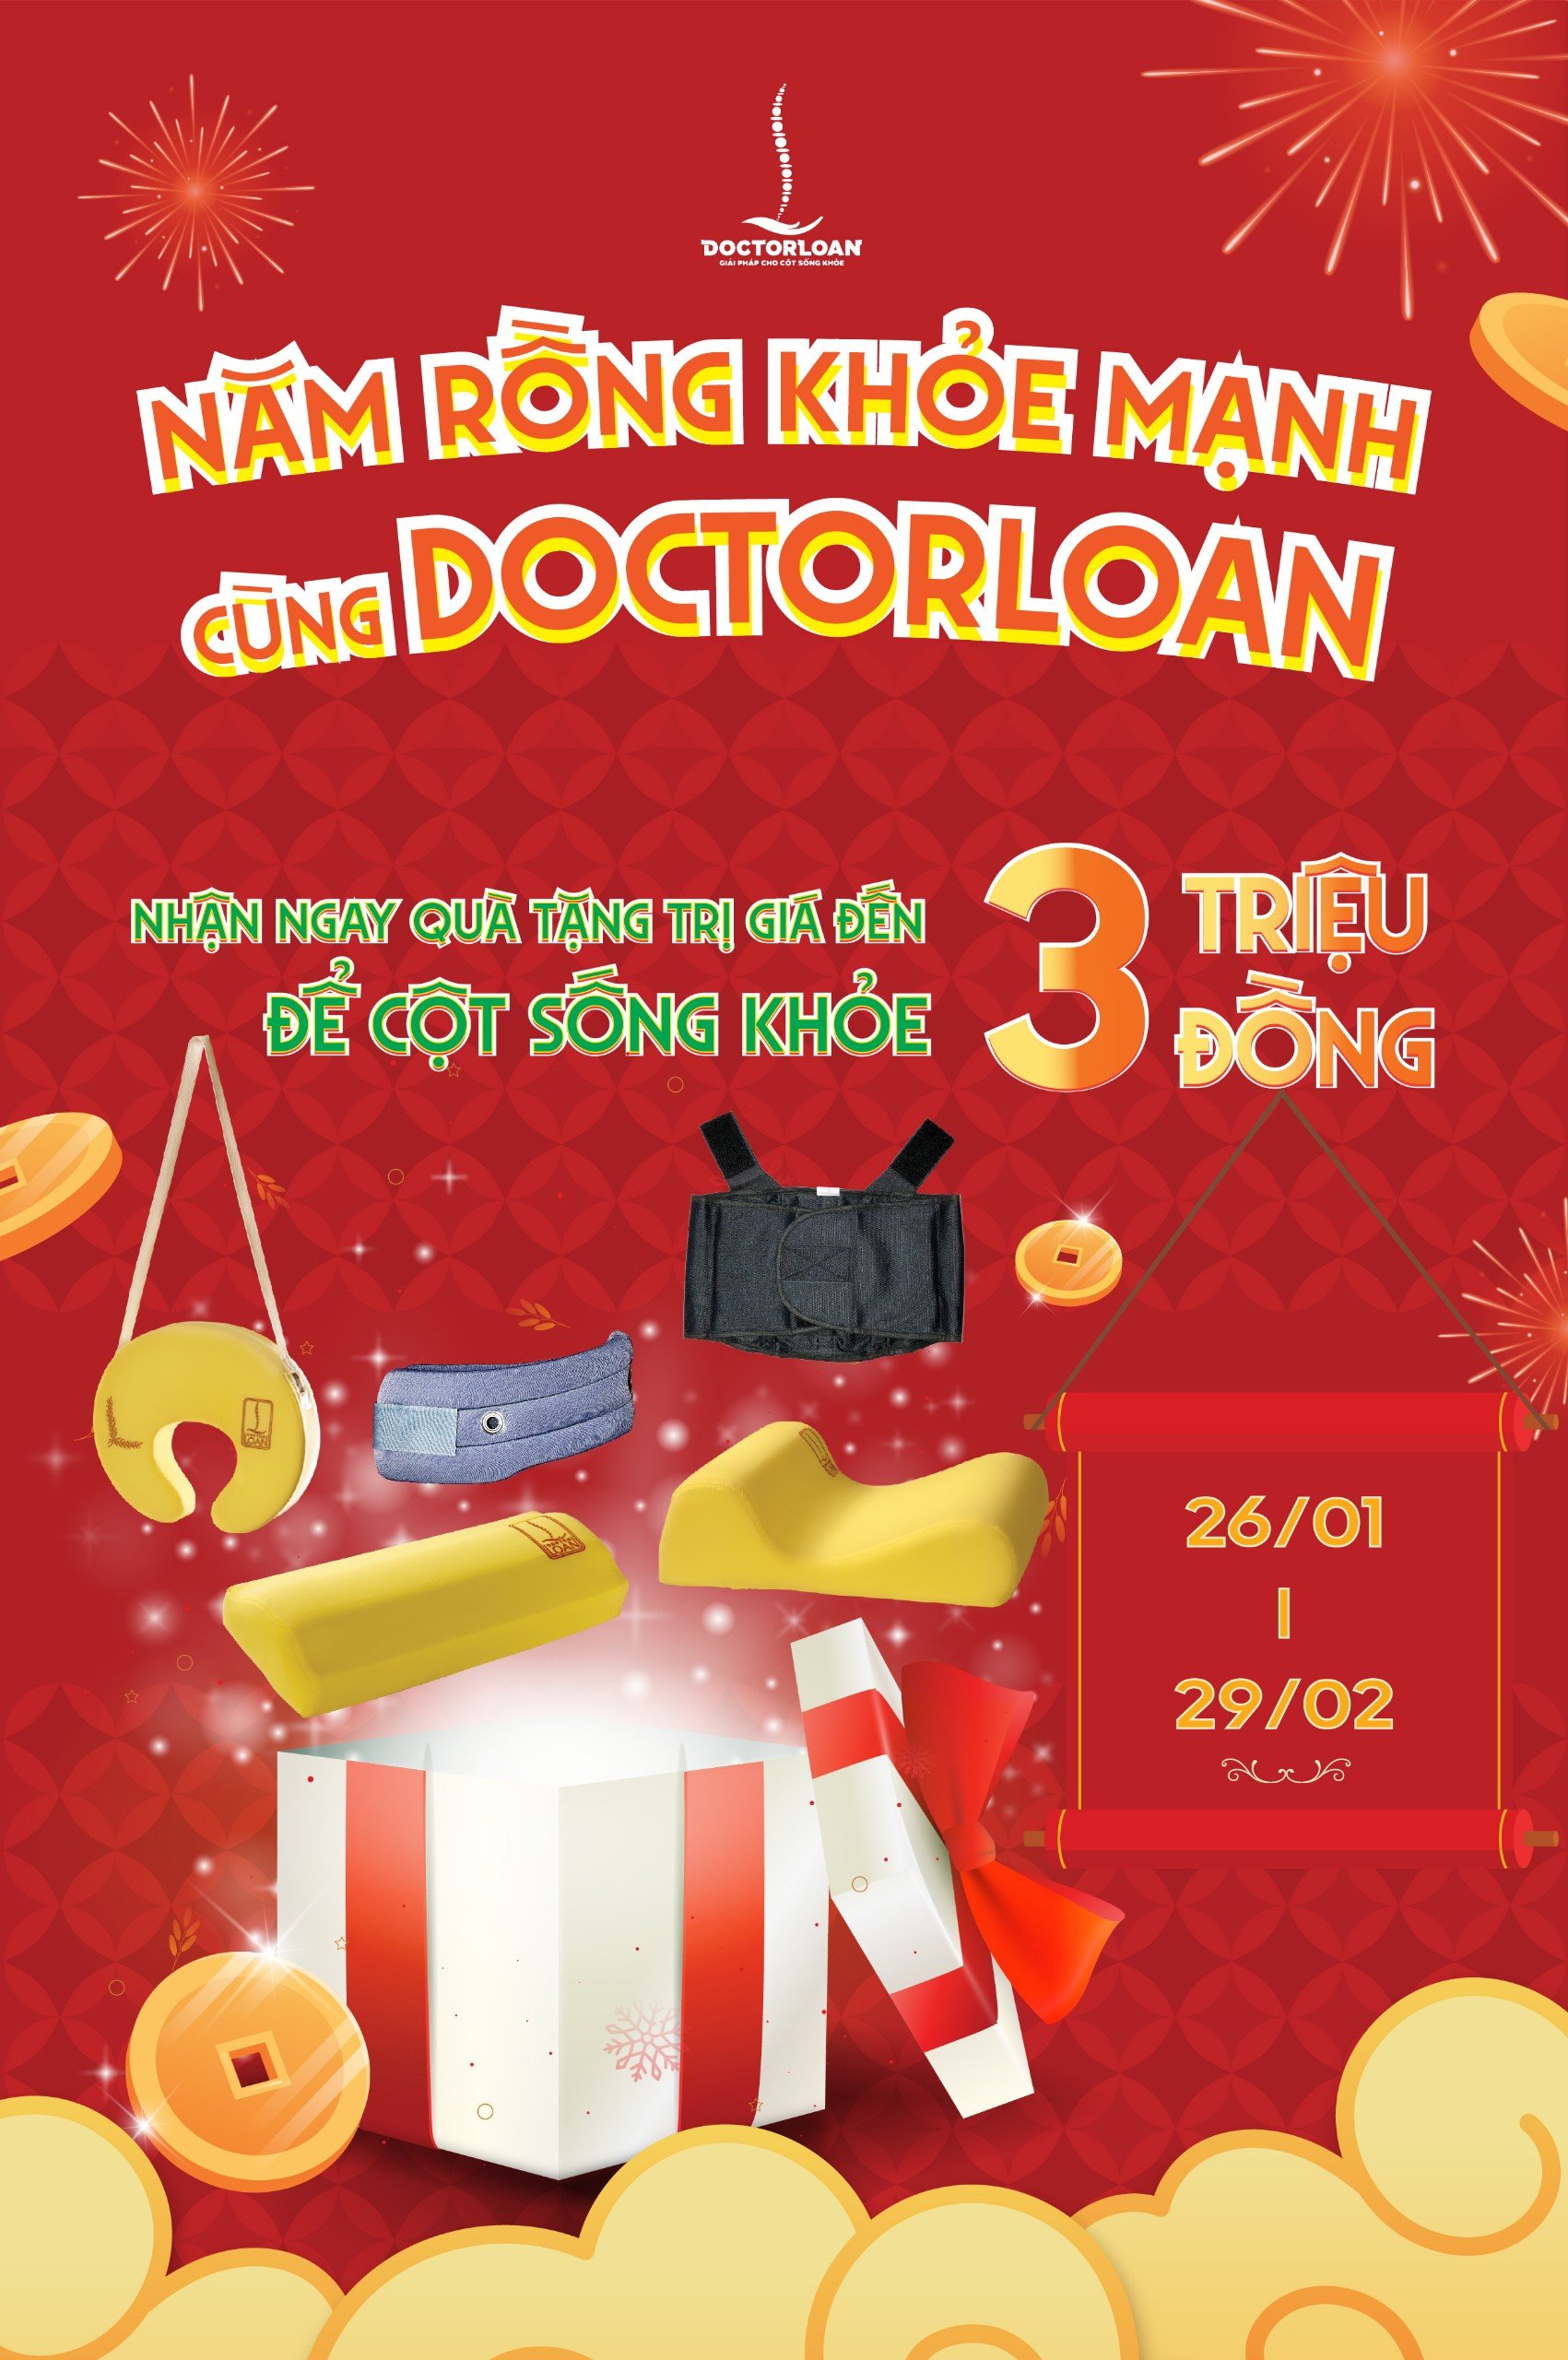 DOCTORLOAN
GIẢI PHÁP CHO CỘT SỐNG KHỎE
NĂM RỒNG KHỎE MẠNH
CÙNG DOCTORLOAN
NHẬN NGAY QUÀ TẶNG TRỊ GIÁ ĐẾN
ĐỂ CỘT SỐNG KHỎE
3 TRIỆU
ĐỒNG
26/01
-
29/02